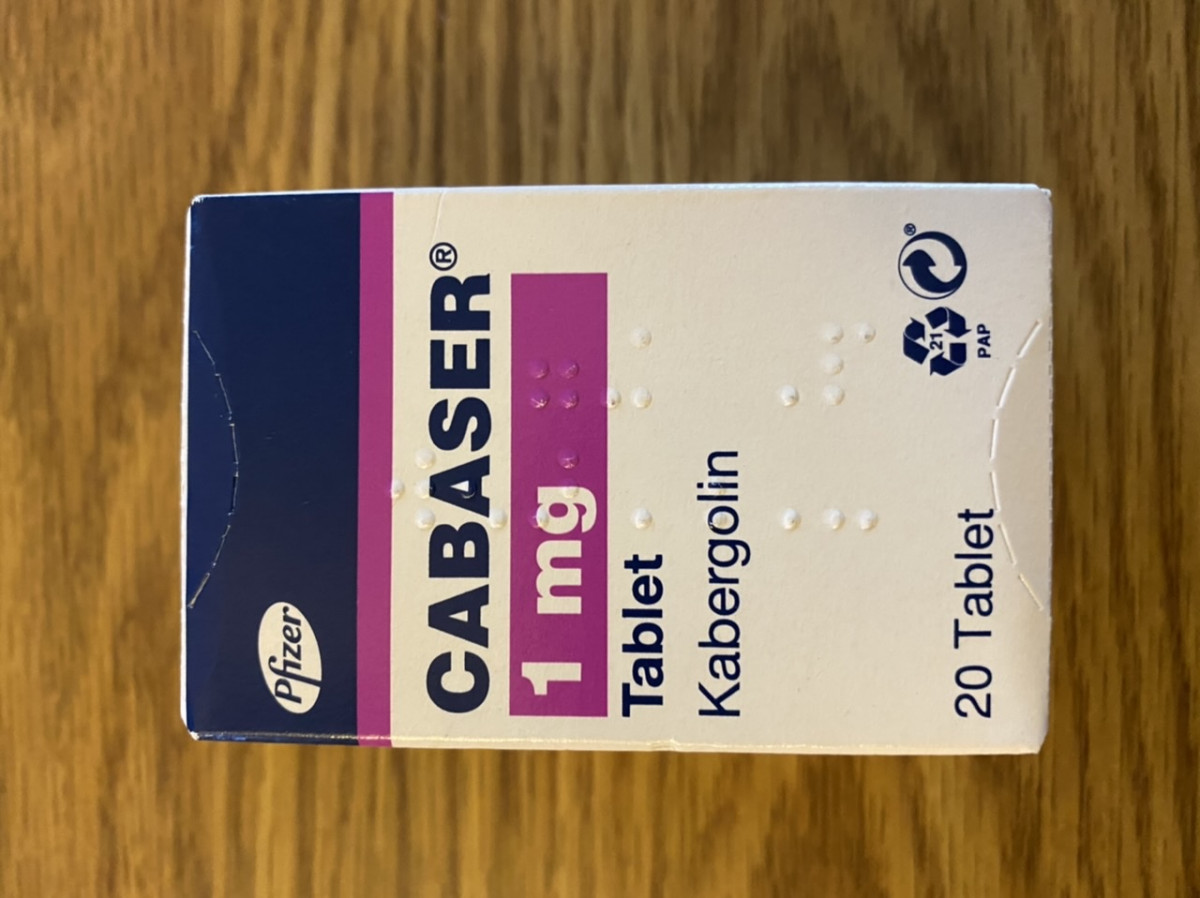 Pfizer
CABASER®
1 mg
Tablet
Kabergolin
20 Tablet
21
PAP
®